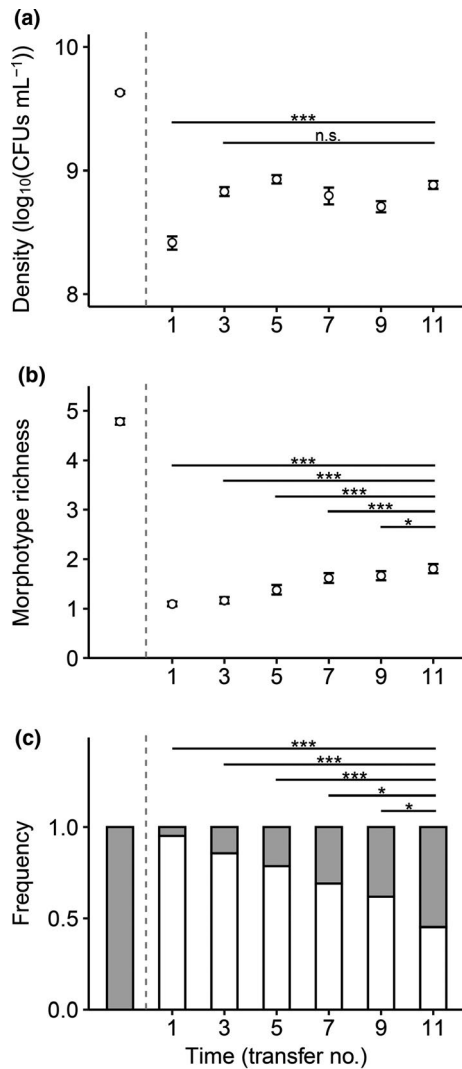 (a)
10
9
8
Density (log₁₀(CFUs mL⁻¹))
***
n.s.
1 3 5 7 9 11
(b)
5
4
3
2
1
0
Morphotype richness
***
***
***
***
*
1 3 5 7 9 11
(c)
1.0
0.5
0.0
Frequency
***
***
***
*
*
1 3 5 7 9 11
Time (transfer no.)